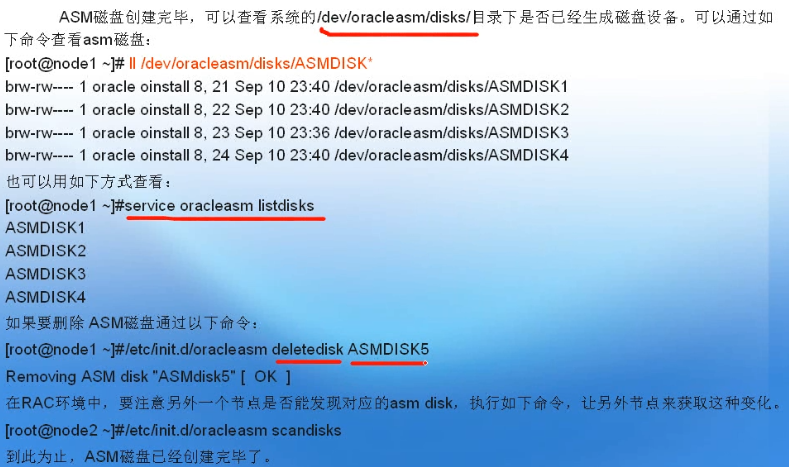 ASM磁盘创建完毕，可以查看系统的/dev/oracleasm/disks/目录下是否已经生成磁盘设备。可以通过如
下命令查看asm磁盘：
[root@node1 ~]# ll /dev/oracleasm/disks/ASMDISK*
brw-rw---- 1 oracle oinstall 8, 21 Sep 10 23:40 /dev/oracleasm/disks/ASMDISK1
brw-rw---- 1 oracle oinstall 8, 22 Sep 10 23:40 /dev/oracleasm/disks/ASMDISK2
brw-rw---- 1 oracle oinstall 8, 23 Sep 10 23:36 /dev/oracleasm/disks/ASMDISK3
brw-rw---- 1 oracle oinstall 8, 24 Sep 10 23:40 /dev/oracleasm/disks/ASMDISK4
也可以用如下方式查看：
[root@node1 ~]#service oracleasm listdisks
ASMDISK1
ASMDISK2
ASMDISK3
ASMDISK4
如果要删除 ASM磁盘通过以下命令：
[root@node1 ~]#/etc/init.d/oracleasm deletedisk ASMDISK5
Removing ASM disk "ASMdisk5" [ OK ]
在RAC环境中，要注意另外一个节点是否能发现对应的asm disk，执行如下命令，让另外节点来获取这种变化。
[root@node2 ~]#/etc/init.d/oracleasm scandisks
到此为止，ASM磁盘已经创建完毕了。